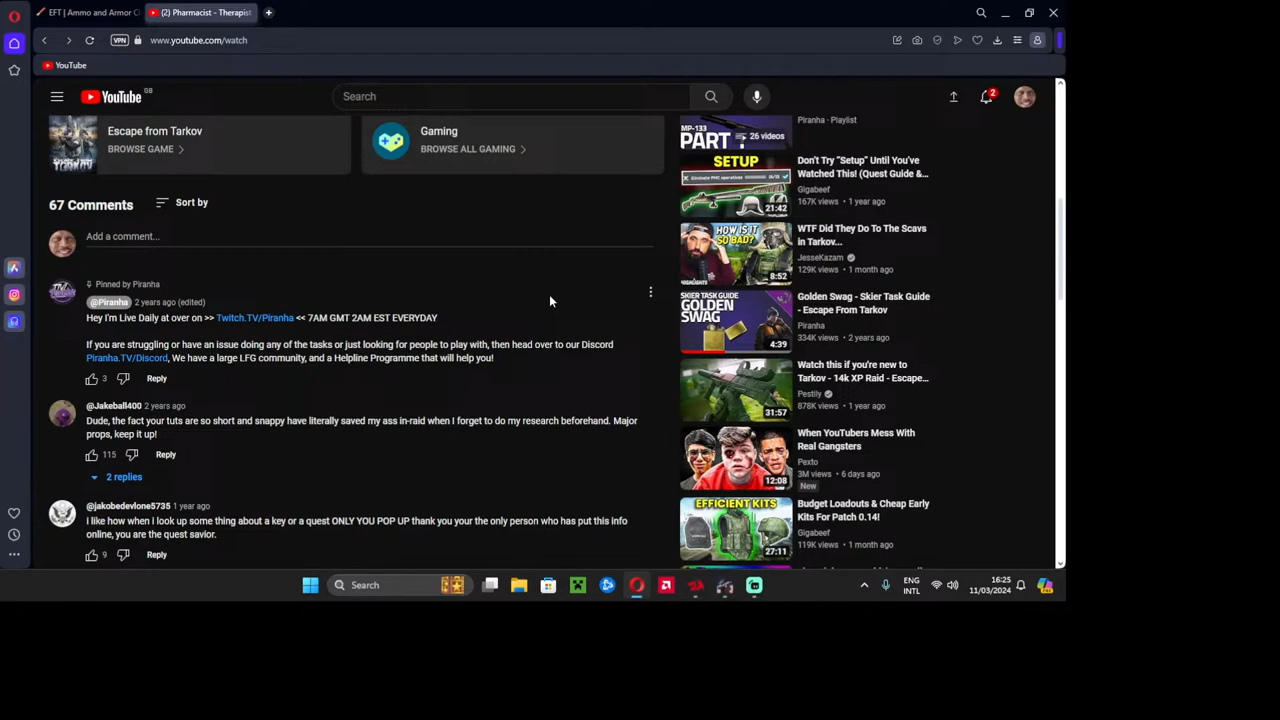 EFT | Ammo and Armor C
(2) Pharmacist - Therapist
VPN
www.youtube.com/watch
YouTube
YouTube
GB
Search
2
Escape from Tarkov
BROWSE GAME
Gaming
BROWSE ALL GAMING
67 Comments
Sort by
Add a comment...
Pinned by Piranha
@Piranha 2 years ago (edited)
Hey I'm Live Daily at over on >> Twitch.TV/Piranha << 7AM GMT 2AM EST EVERYDAY
If you are struggling or have an issue doing any of the tasks or just looking for people to play with, then head over to our Discord
Piranha.TV/Discord, We have a large LFG community, and a Helpline Programme that will help you!
3
Reply
@Jakeball400 2 years ago
Dude, the fact your tuts are so short and snappy have literally saved my ass in-raid when I forget to do my research beforehand. Major
props, keep it up!
115
Reply
2 replies
@jakobedevlone5735 1 year ago
i like how when I look up some thing about a key or a quest ONLY YOU POP UP thank you your the only person who has put this info
online, you are the quest savior.
9
Reply
MP-133
PART
26 videos
Piranha · Playlist
SETUP
21:42
Don't Try "Setup" Until You've
Watched This! (Quest Guide &...
Gigabeef
167K views · 1 year ago
HOW IS IT
SO BAD?
8:52
WTF Did They Do To The Scavs
in Tarkov...
JesseKazam
129K views · 1 month ago
SKIER TASK GUIDE
GOLDEN
SWAG
4:39
Golden Swag - Skier Task Guide
- Escape From Tarkov
Piranha
334K views · 2 years ago
31:57
Watch this if you're new to
Tarkov - 14k XP Raid - Escape...
Pestily
878K views · 1 year ago
12:08
When YouTubers Mess With
Real Gangsters
Pexto
3M views · 6 days ago
New
EFFICIENT KITS
27:11
Budget Loadouts & Cheap Early
Kits For Patch 0.14!
Gigabeef
119K views · 1 month ago
Search
ENG
INTL
16:25
11/03/2024